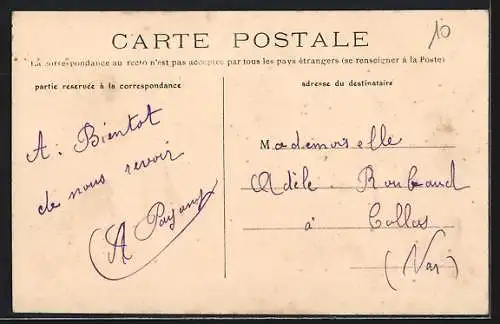 CARTE POSTALE
10
La correspondance au recto n'est pas acceptée par tous les pays étrangers (se renseigner à la Poste)
partie reservée à la correspondance
adresse du destinataire
A. Bientot
de nous revoir
A Payan
Mademoiselle
Adèle Roubaud
à Callas
(Var)